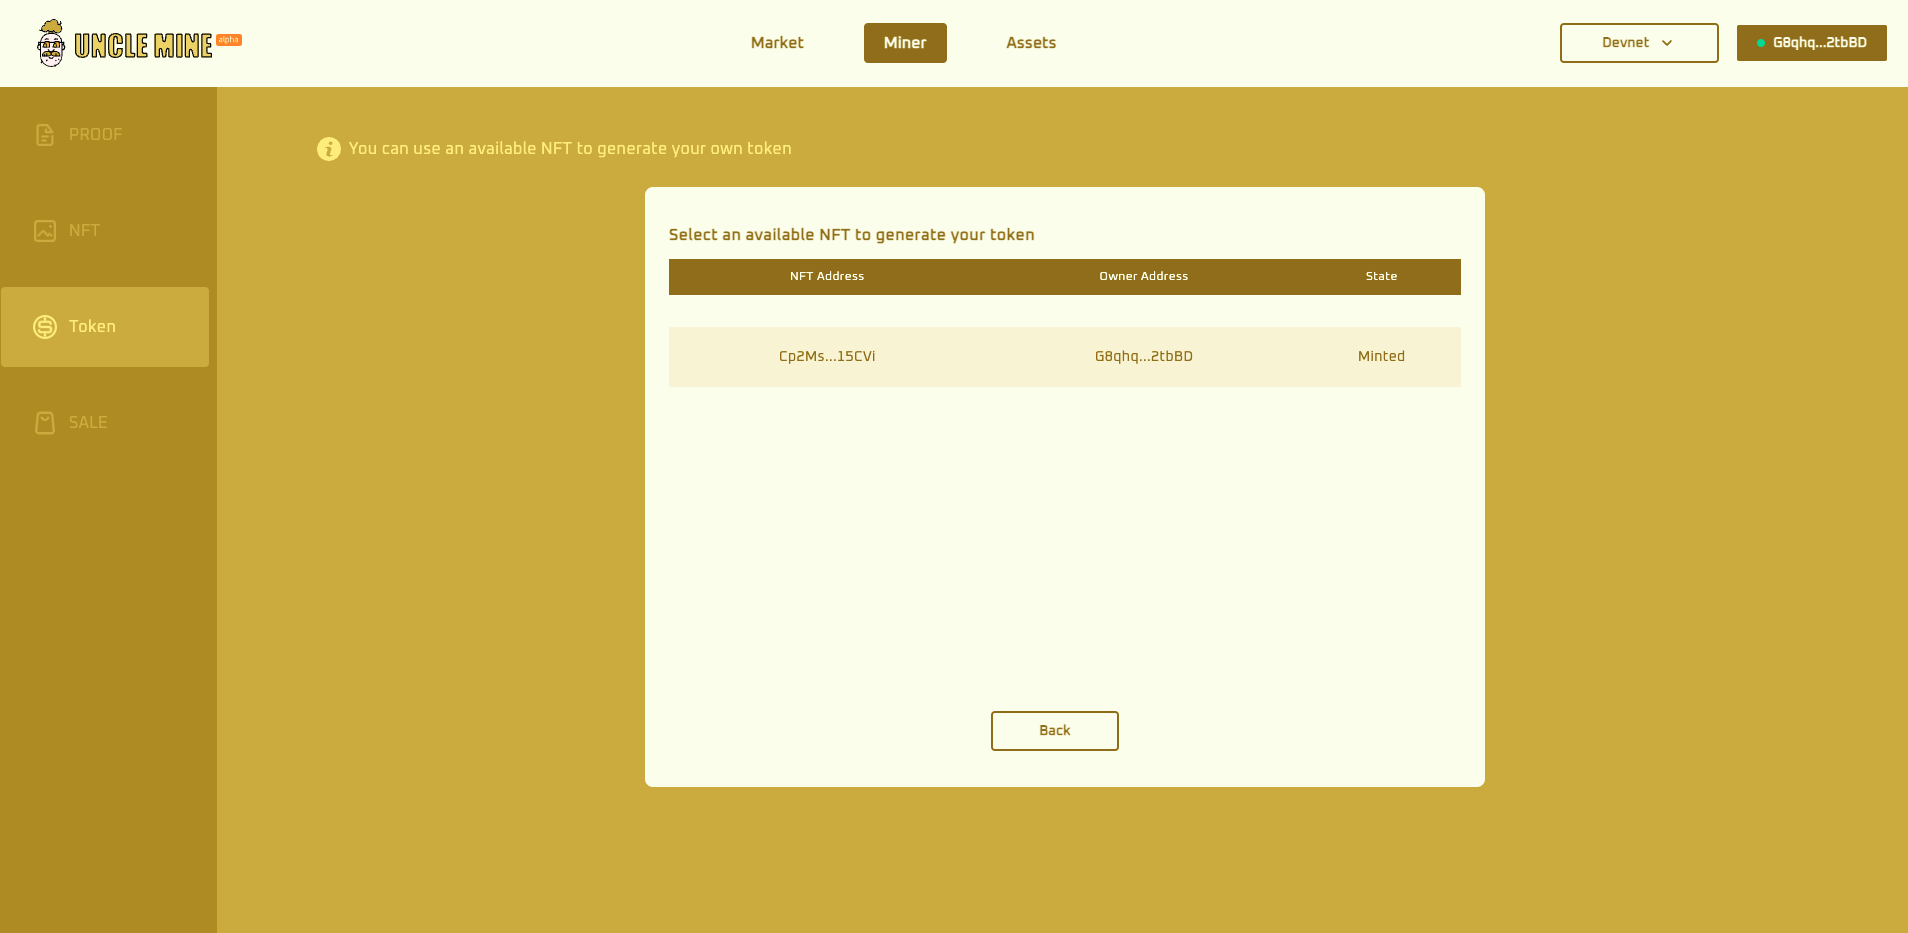 UNCLE MINE alpha
Market Miner Assets
Devnet G8qhq...2tbBD
PROOF
NFT
Token
SALE
You can use an available NFT to generate your own token
Select an available NFT to generate your token
NFT Address Owner Address State
Cp2Ms...15CVi G8qhq...2tbBD Minted
Back